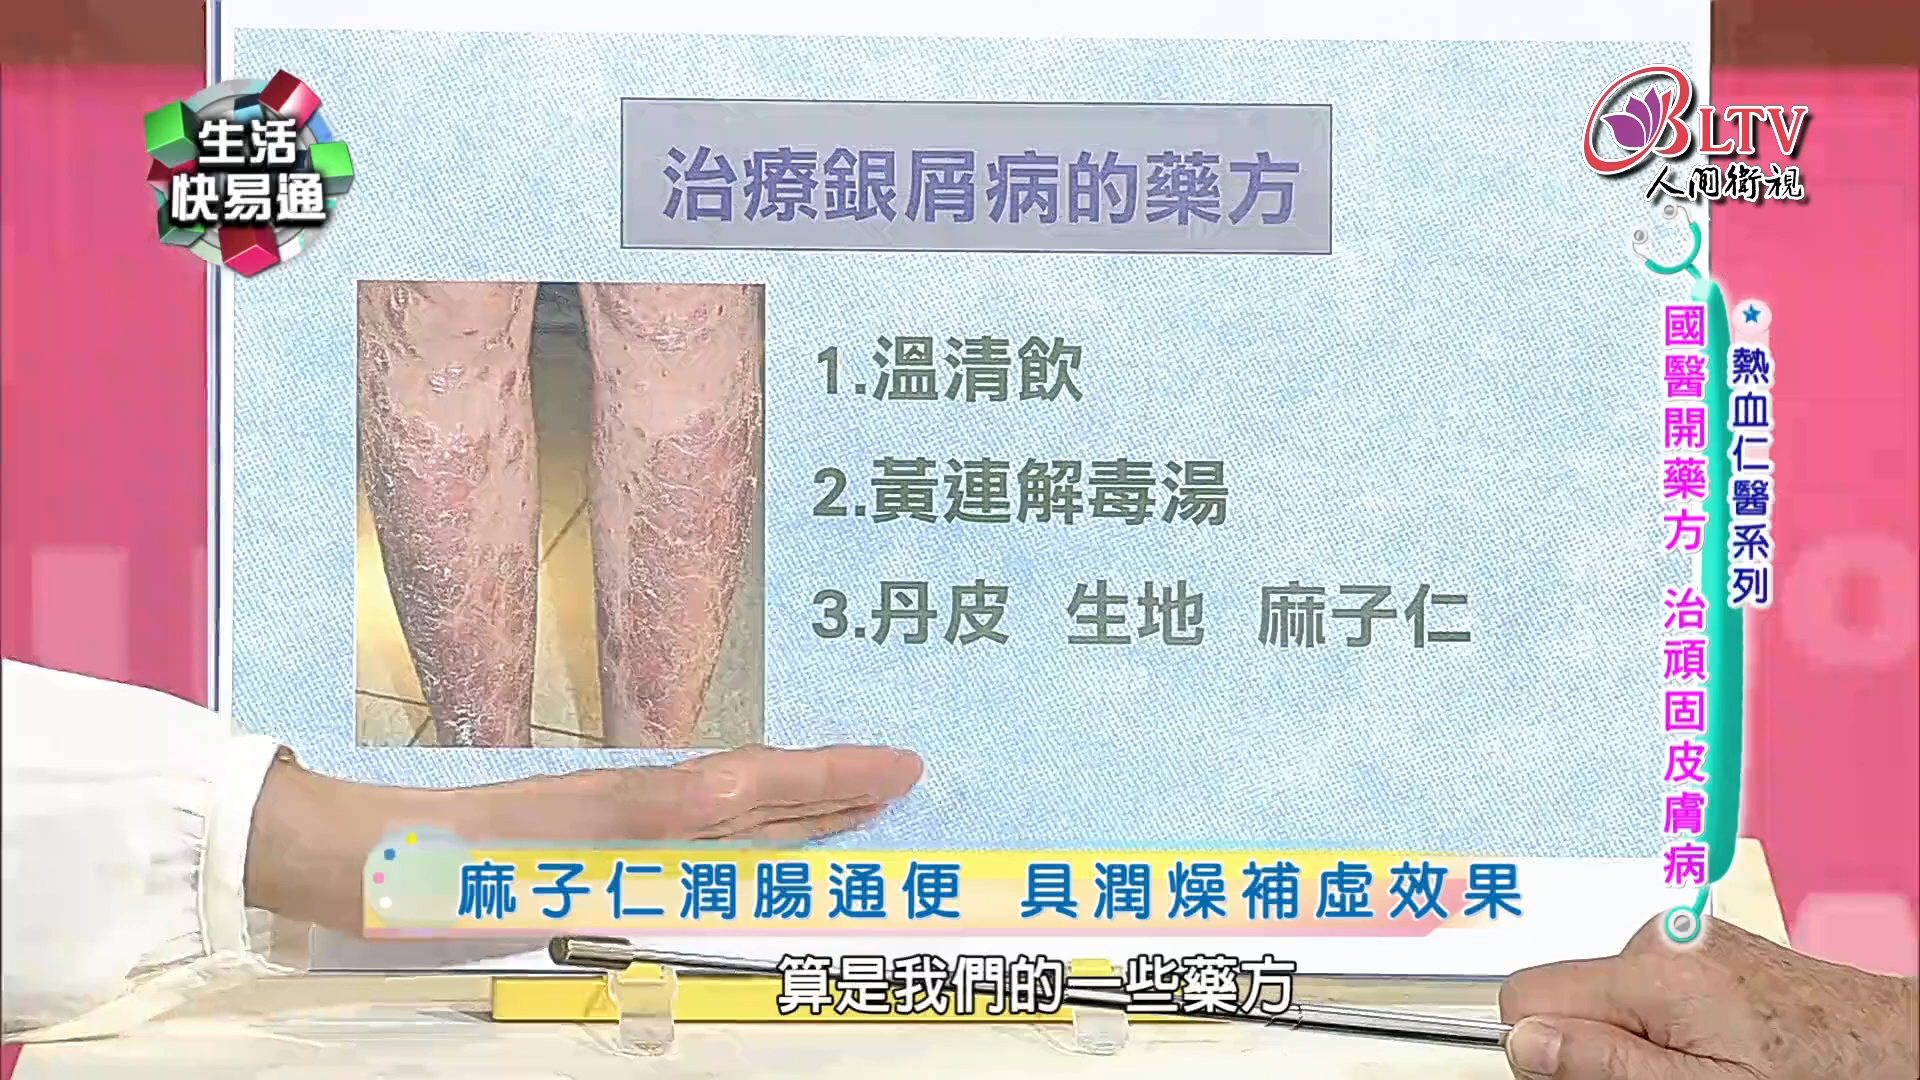 生活
快易通
BLTV
人間衛視
治療銀屑病的藥方
1.溫清飲
2.黃連解毒湯
3.丹皮 生地 麻子仁
熱血仁醫系列
國醫開藥方 治頑固皮膚病
麻子仁潤腸通便 具潤燥補虛效果
算是我們的一些藥方